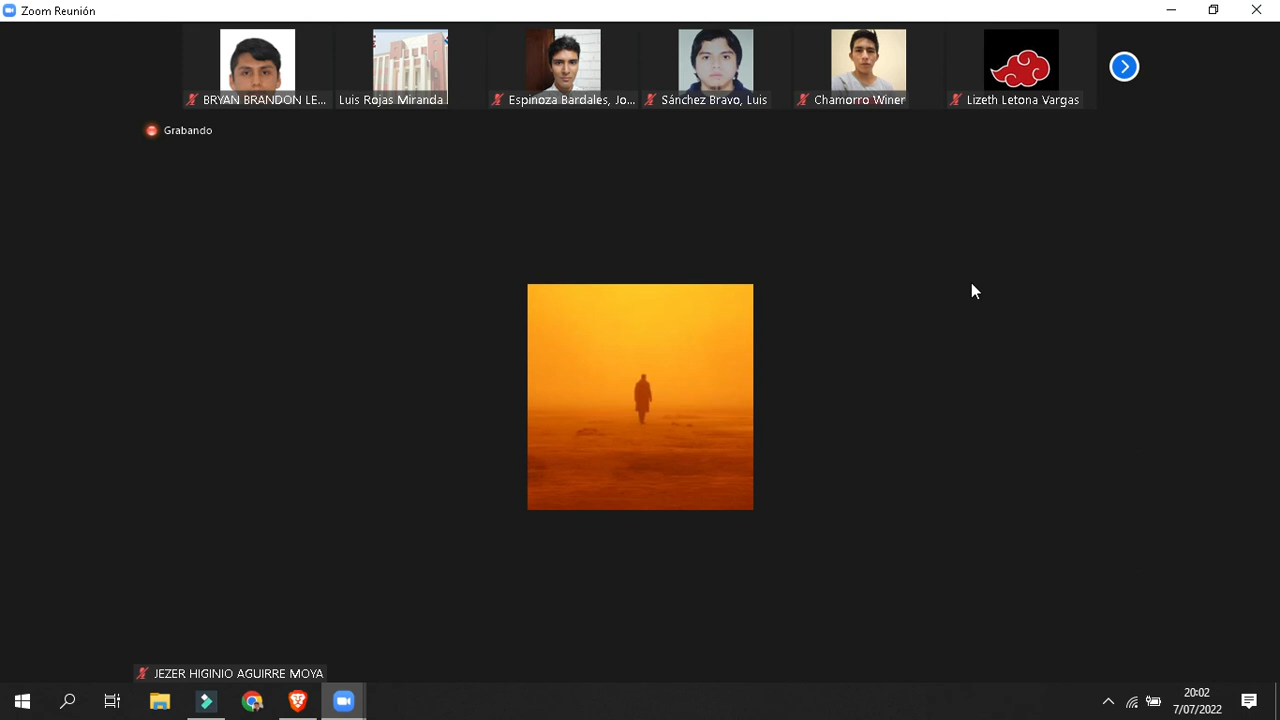 Zoom Reunión
BRYAN BRANDON LE...
Luis Rojas Miranda
Espinoza Bardales, Jo...
Sánchez Bravo, Luis
Chamorro Winer
Lizeth Letona Vargas
Grabando
JEZER HIGINIO AGUIRRE MOYA
20:02
7/07/2022